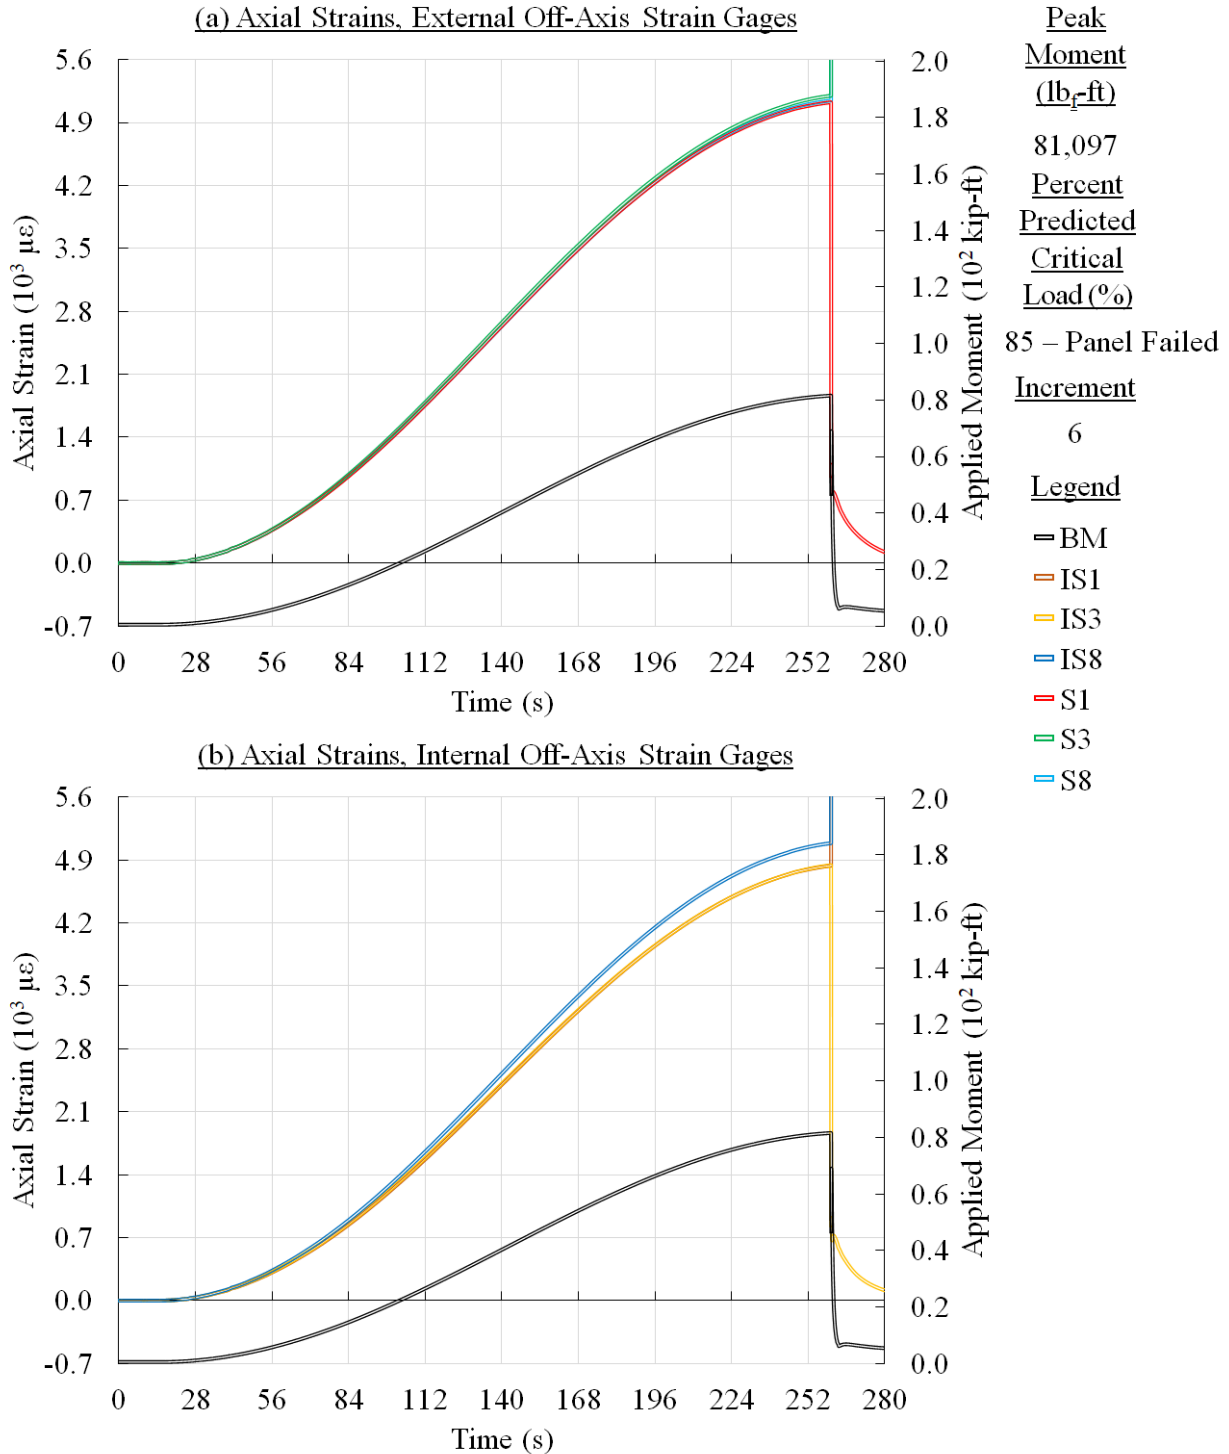 (a) Axial Strains, External Off-Axis Strain Gages
5.6
4.9
4.2
3.5
2.8
2.1
1.4
0.7
0.0
-0.7
Axial Strain (10³ µε)
2.0
1.8
1.6
1.4
1.2
1.0
0.8
0.6
0.4
0.2
0.0
Applied Moment (10² kip-ft)
0 28 56 84 112 140 168 196 224 252 280
Time (s)
Peak
Moment
(lbf-ft)
81,097
Percent
Predicted
Critical
Load (%)
85 – Panel Failed
Increment
6
Legend
BM
IS1
IS3
IS8
S1
S3
S8
(b) Axial Strains, Internal Off-Axis Strain Gages
5.6
4.9
4.2
3.5
2.8
2.1
1.4
0.7
0.0
-0.7
Axial Strain (10³ µε)
2.0
1.8
1.6
1.4
1.2
1.0
0.8
0.6
0.4
0.2
0.0
Applied Moment (10² kip-ft)
0 28 56 84 112 140 168 196 224 252 280
Time (s)